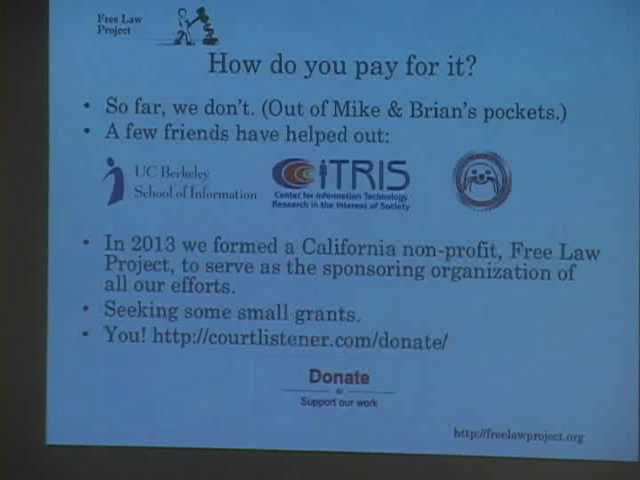 Free Law
Project
How do you pay for it?
• So far, we don't. (Out of Mike & Brian's pockets.)
• A few friends have helped out:
UC Berkeley
School of Information
CiTRIS
Center for Information Technology
Research in the Interest of Society
• In 2013 we formed a California non-profit, Free Law
Project, to serve as the sponsoring organization of
all our efforts.
• Seeking some small grants.
• You! http://courtlistener.com/donate/
Donate
or
Support our work
http://freelawproject.org